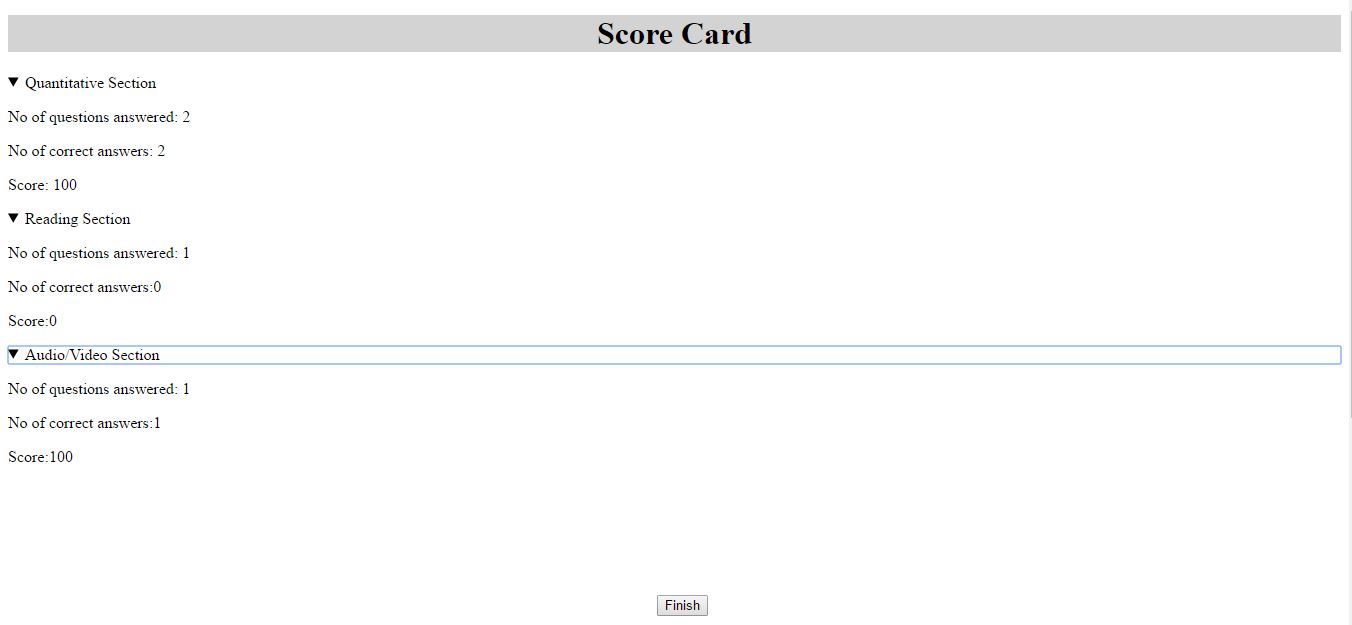 Score Card
Quantitative Section
No of questions answered: 2
No of correct answers: 2
Score: 100
Reading Section
No of questions answered: 1
No of correct answers:0
Score:0
Audio/Video Section
No of questions answered: 1
No of correct answers:1
Score:100
Finish